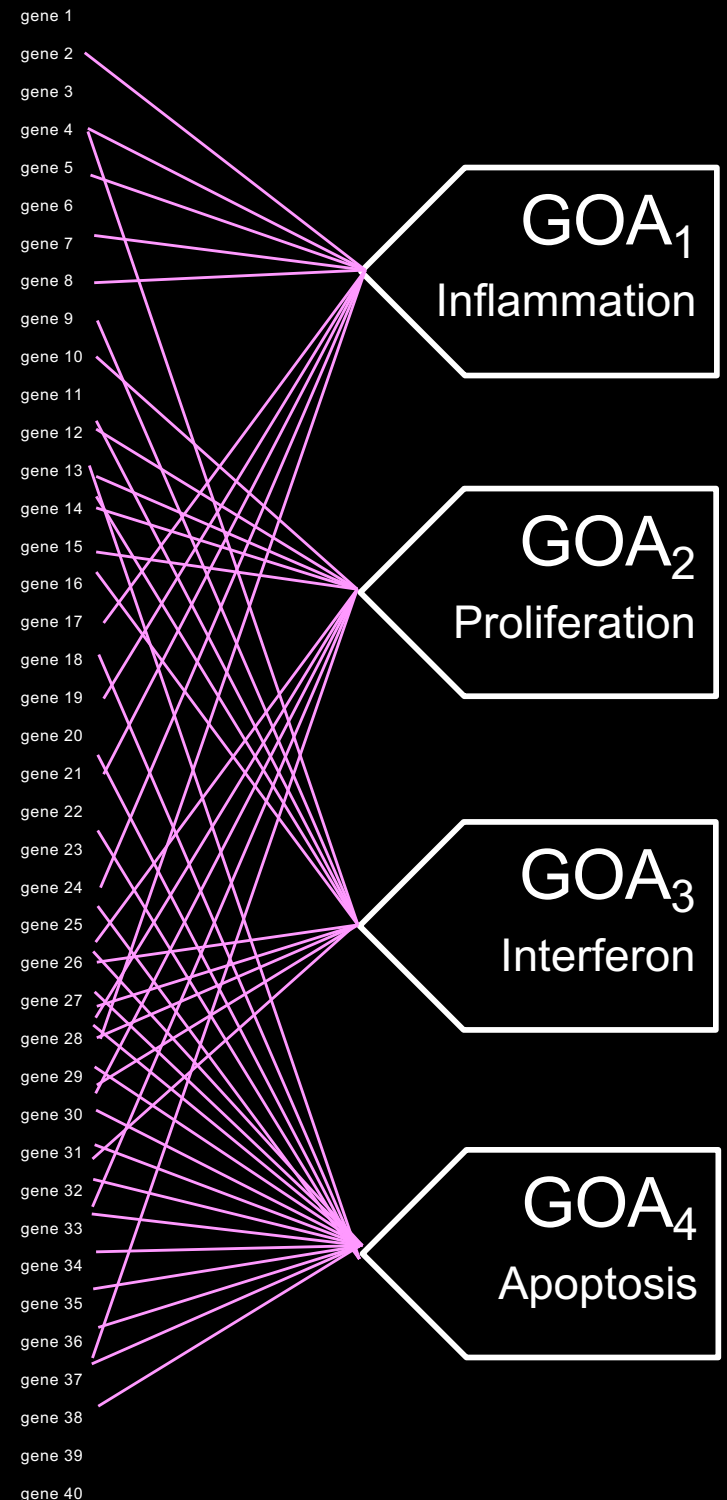 gene 1
gene 2
gene 3
gene 4
gene 5
gene 6
gene 7
gene 8
gene 9
gene 10
gene 11
gene 12
gene 13
gene 14
gene 15
gene 16
gene 17
gene 18
gene 19
gene 20
gene 21
gene 22
gene 23
gene 24
gene 25
gene 26
gene 27
gene 28
gene 29
gene 30
gene 31
gene 32
gene 33
gene 34
gene 35
gene 36
gene 37
gene 38
gene 39
gene 40
GOA₁
Inflammation
GOA₂
Proliferation
GOA₃
Interferon
GOA₄
Apoptosis